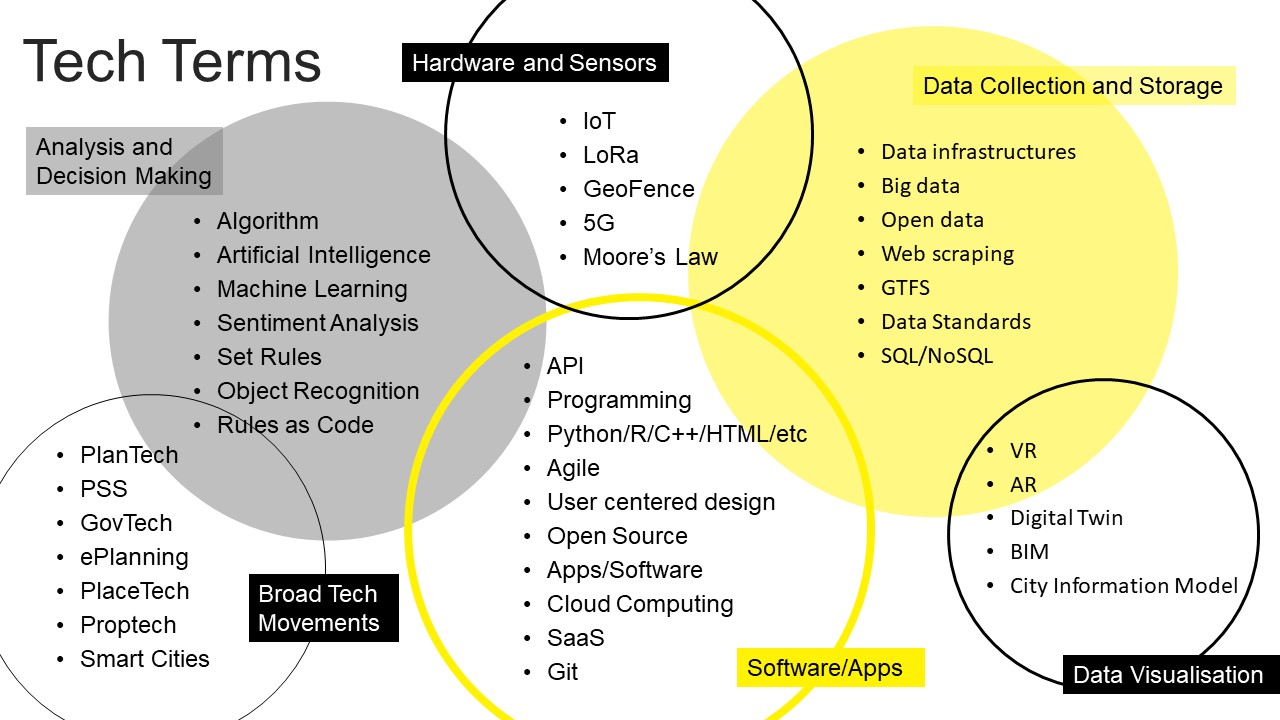 Tech Terms
Hardware and Sensors
• IoT
• LoRa
• GeoFence
• 5G
• Moore’s Law
Data Collection and Storage
• Data infrastructures
• Big data
• Open data
• Web scraping
• GTFS
• Data Standards
• SQL/NoSQL
Analysis and
Decision Making
• Algorithm
• Artificial Intelligence
• Machine Learning
• Sentiment Analysis
• Set Rules
• Object Recognition
• Rules as Code
• PlanTech
• PSS
• GovTech
• ePlanning
• PlaceTech
• Proptech
• Smart Cities
Broad Tech
Movements
• API
• Programming
• Python/R/C++/HTML/etc
• Agile
• User centered design
• Open Source
• Apps/Software
• Cloud Computing
• SaaS
• Git
Software/Apps
• VR
• AR
• Digital Twin
• BIM
• City Information Model
Data Visualisation